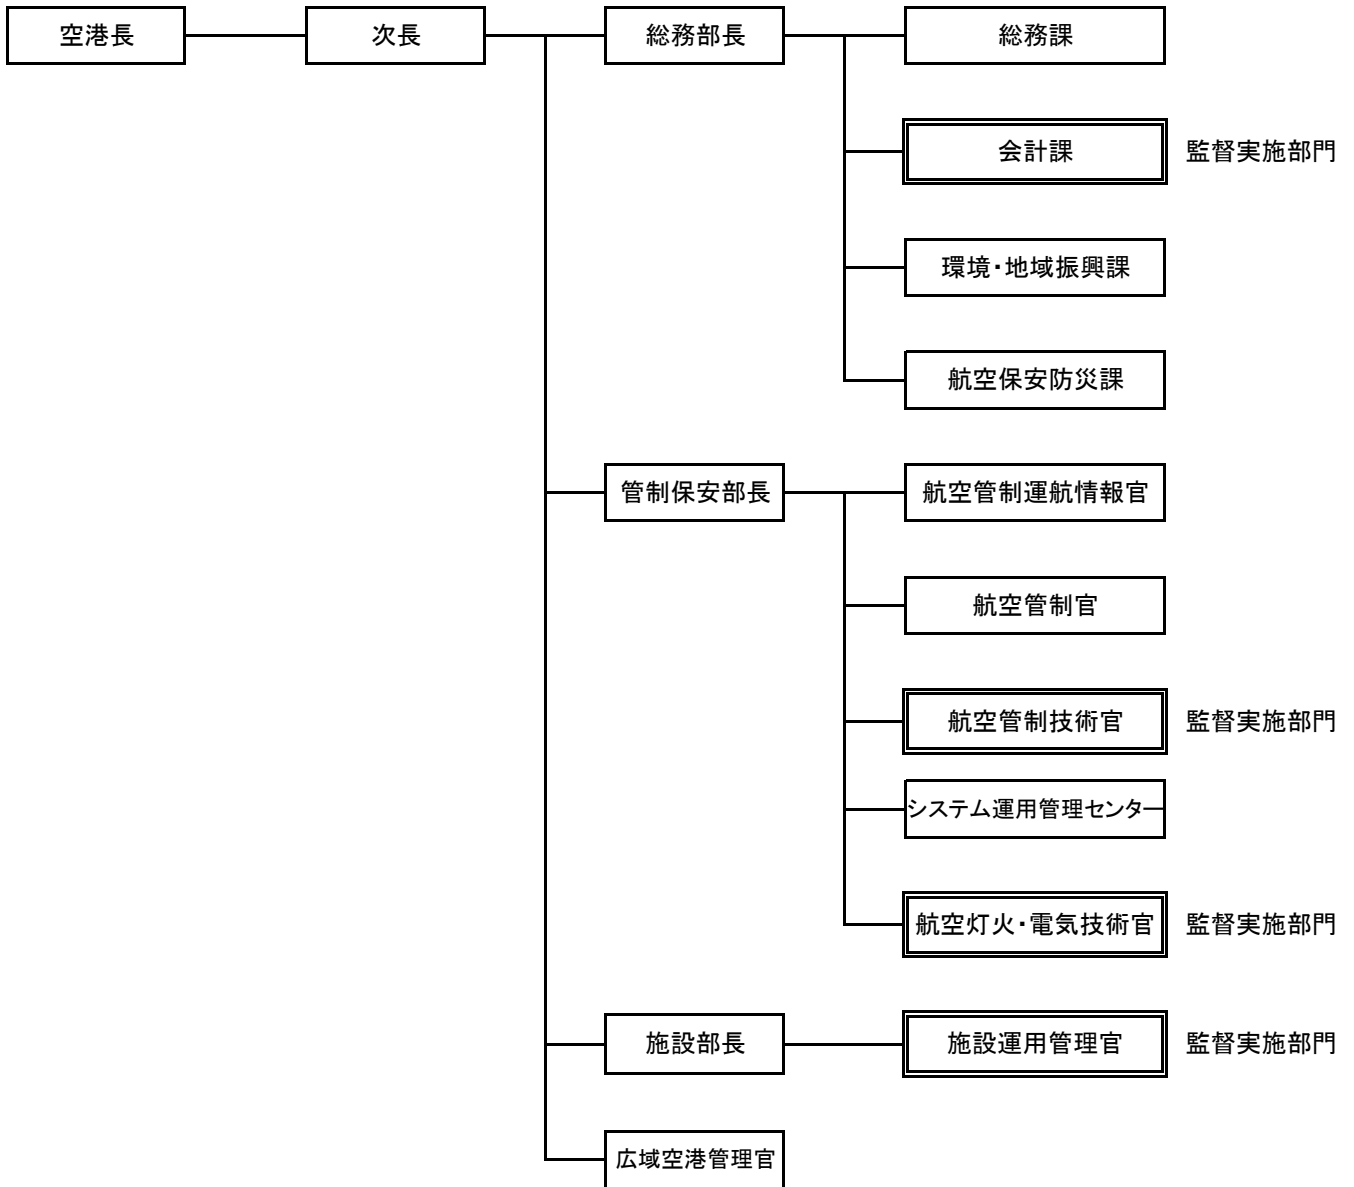 空港長
次長
総務部長
総務課
会計課
監督実施部門
環境・地域振興課
航空保安防災課
管制保安部長
航空管制運航情報官
航空管制官
航空管制技術官
監督実施部門
システム運用管理センター
航空灯火・電気技術官
監督実施部門
施設部長
施設運用管理官
監督実施部門
広域空港管理官